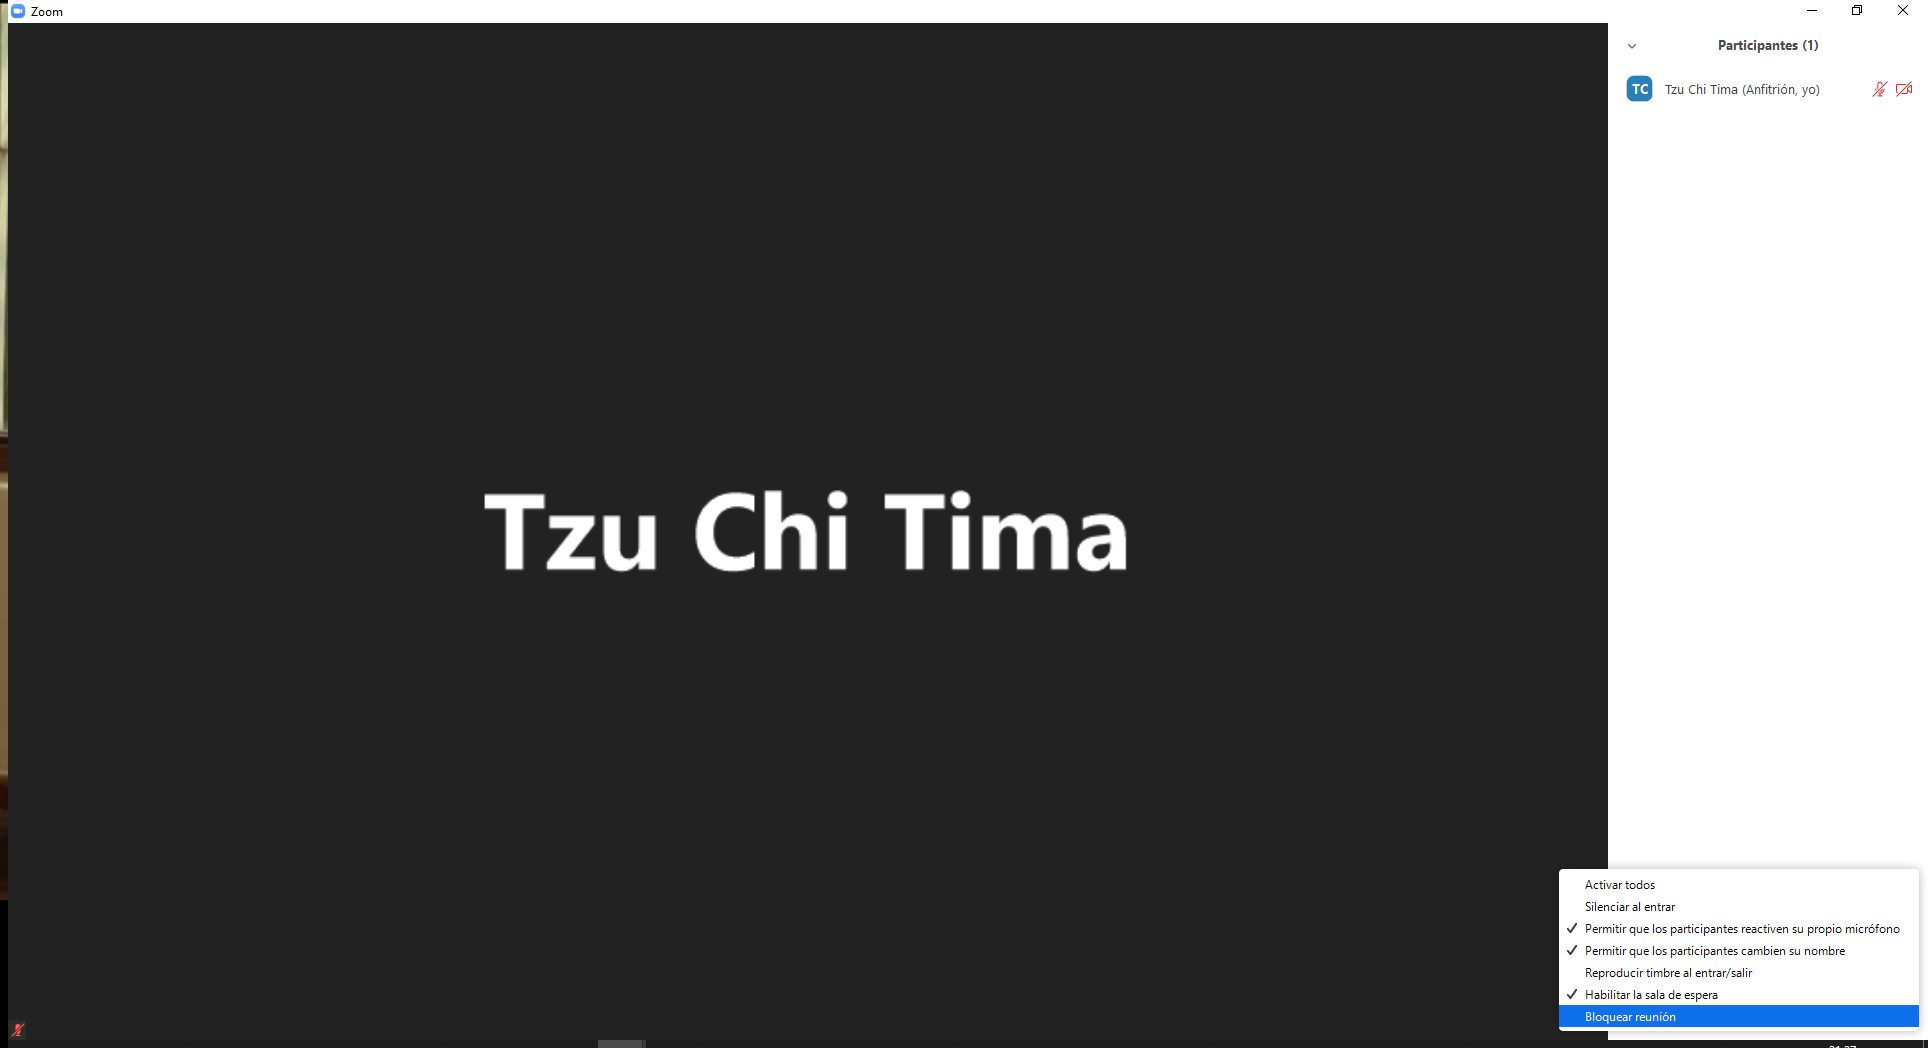 Zoom
Participantes (1)
TC Tzu Chi Tima (Anfitrión, yo)
Tzu Chi Tima
Activar todos
Silenciar al entrar
Permitir que los participantes reactiven su propio micrófono
Permitir que los participantes cambien su nombre
Reproducir timbre al entrar/salir
Habilitar la sala de espera
Bloquear reunión